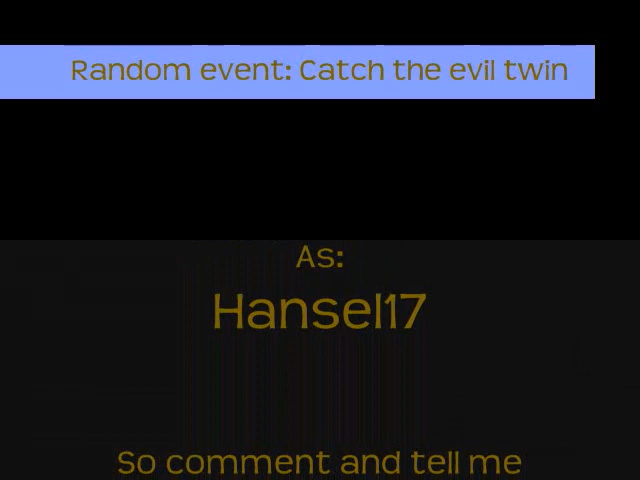 Random event: Catch the evil twin
As:
Hansel17
So comment and tell me